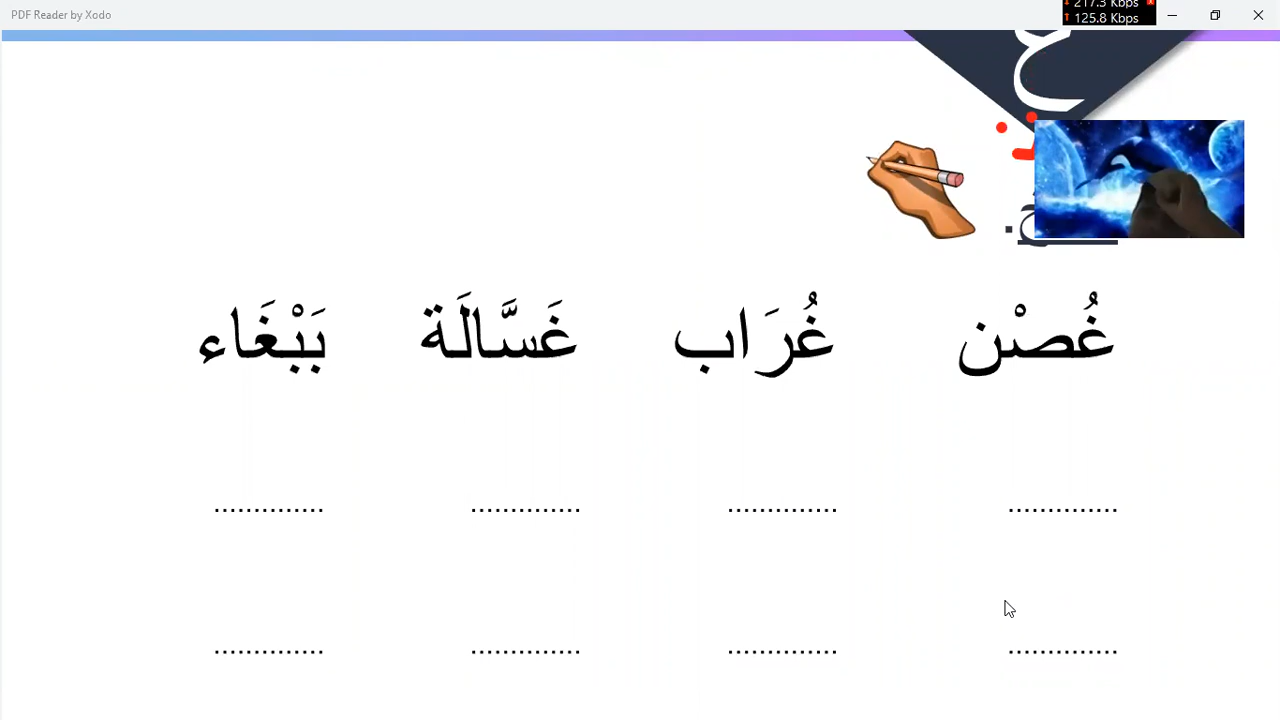 PDF Reader by Xodo
217.3 Kbps
125.8 Kbps
غُصْن غُرَاب غَسَّالَة بَبْغَاء
.............. .............. .............. ..............
.............. .............. .............. ..............